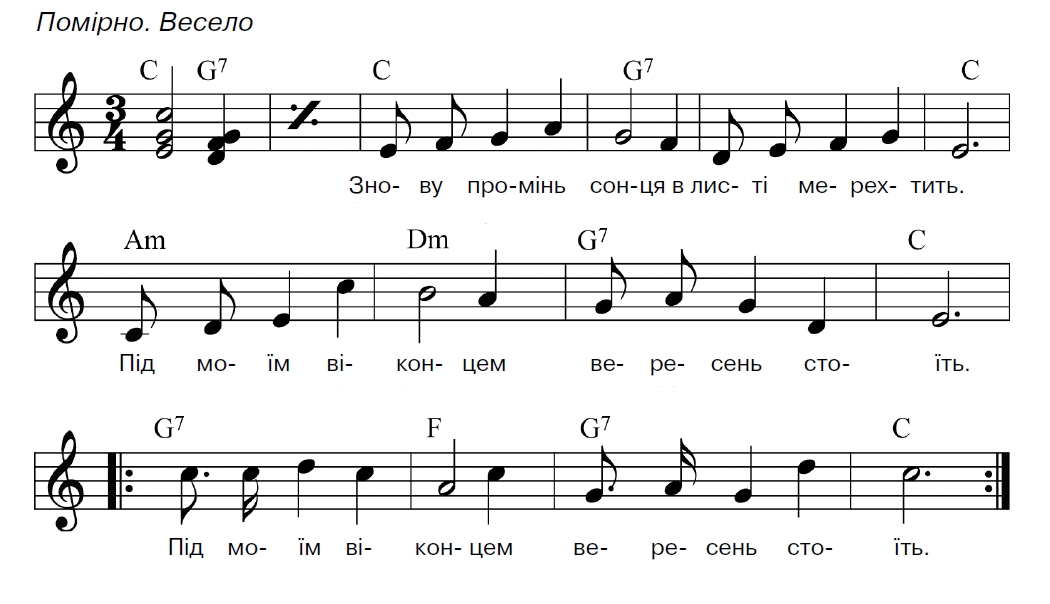 Помірно. Весело
C G7 C G7 C
3
4
Зно- ву про-мінь сон-ця в лис- ті ме- рех- тить.
Am Dm G7 C
Під мо- їм ві- кон- цем ве- ре- сень сто- їть.
G7 F G7 C
Під мо- їм ві- кон- цем ве- ре- сень сто- їть.